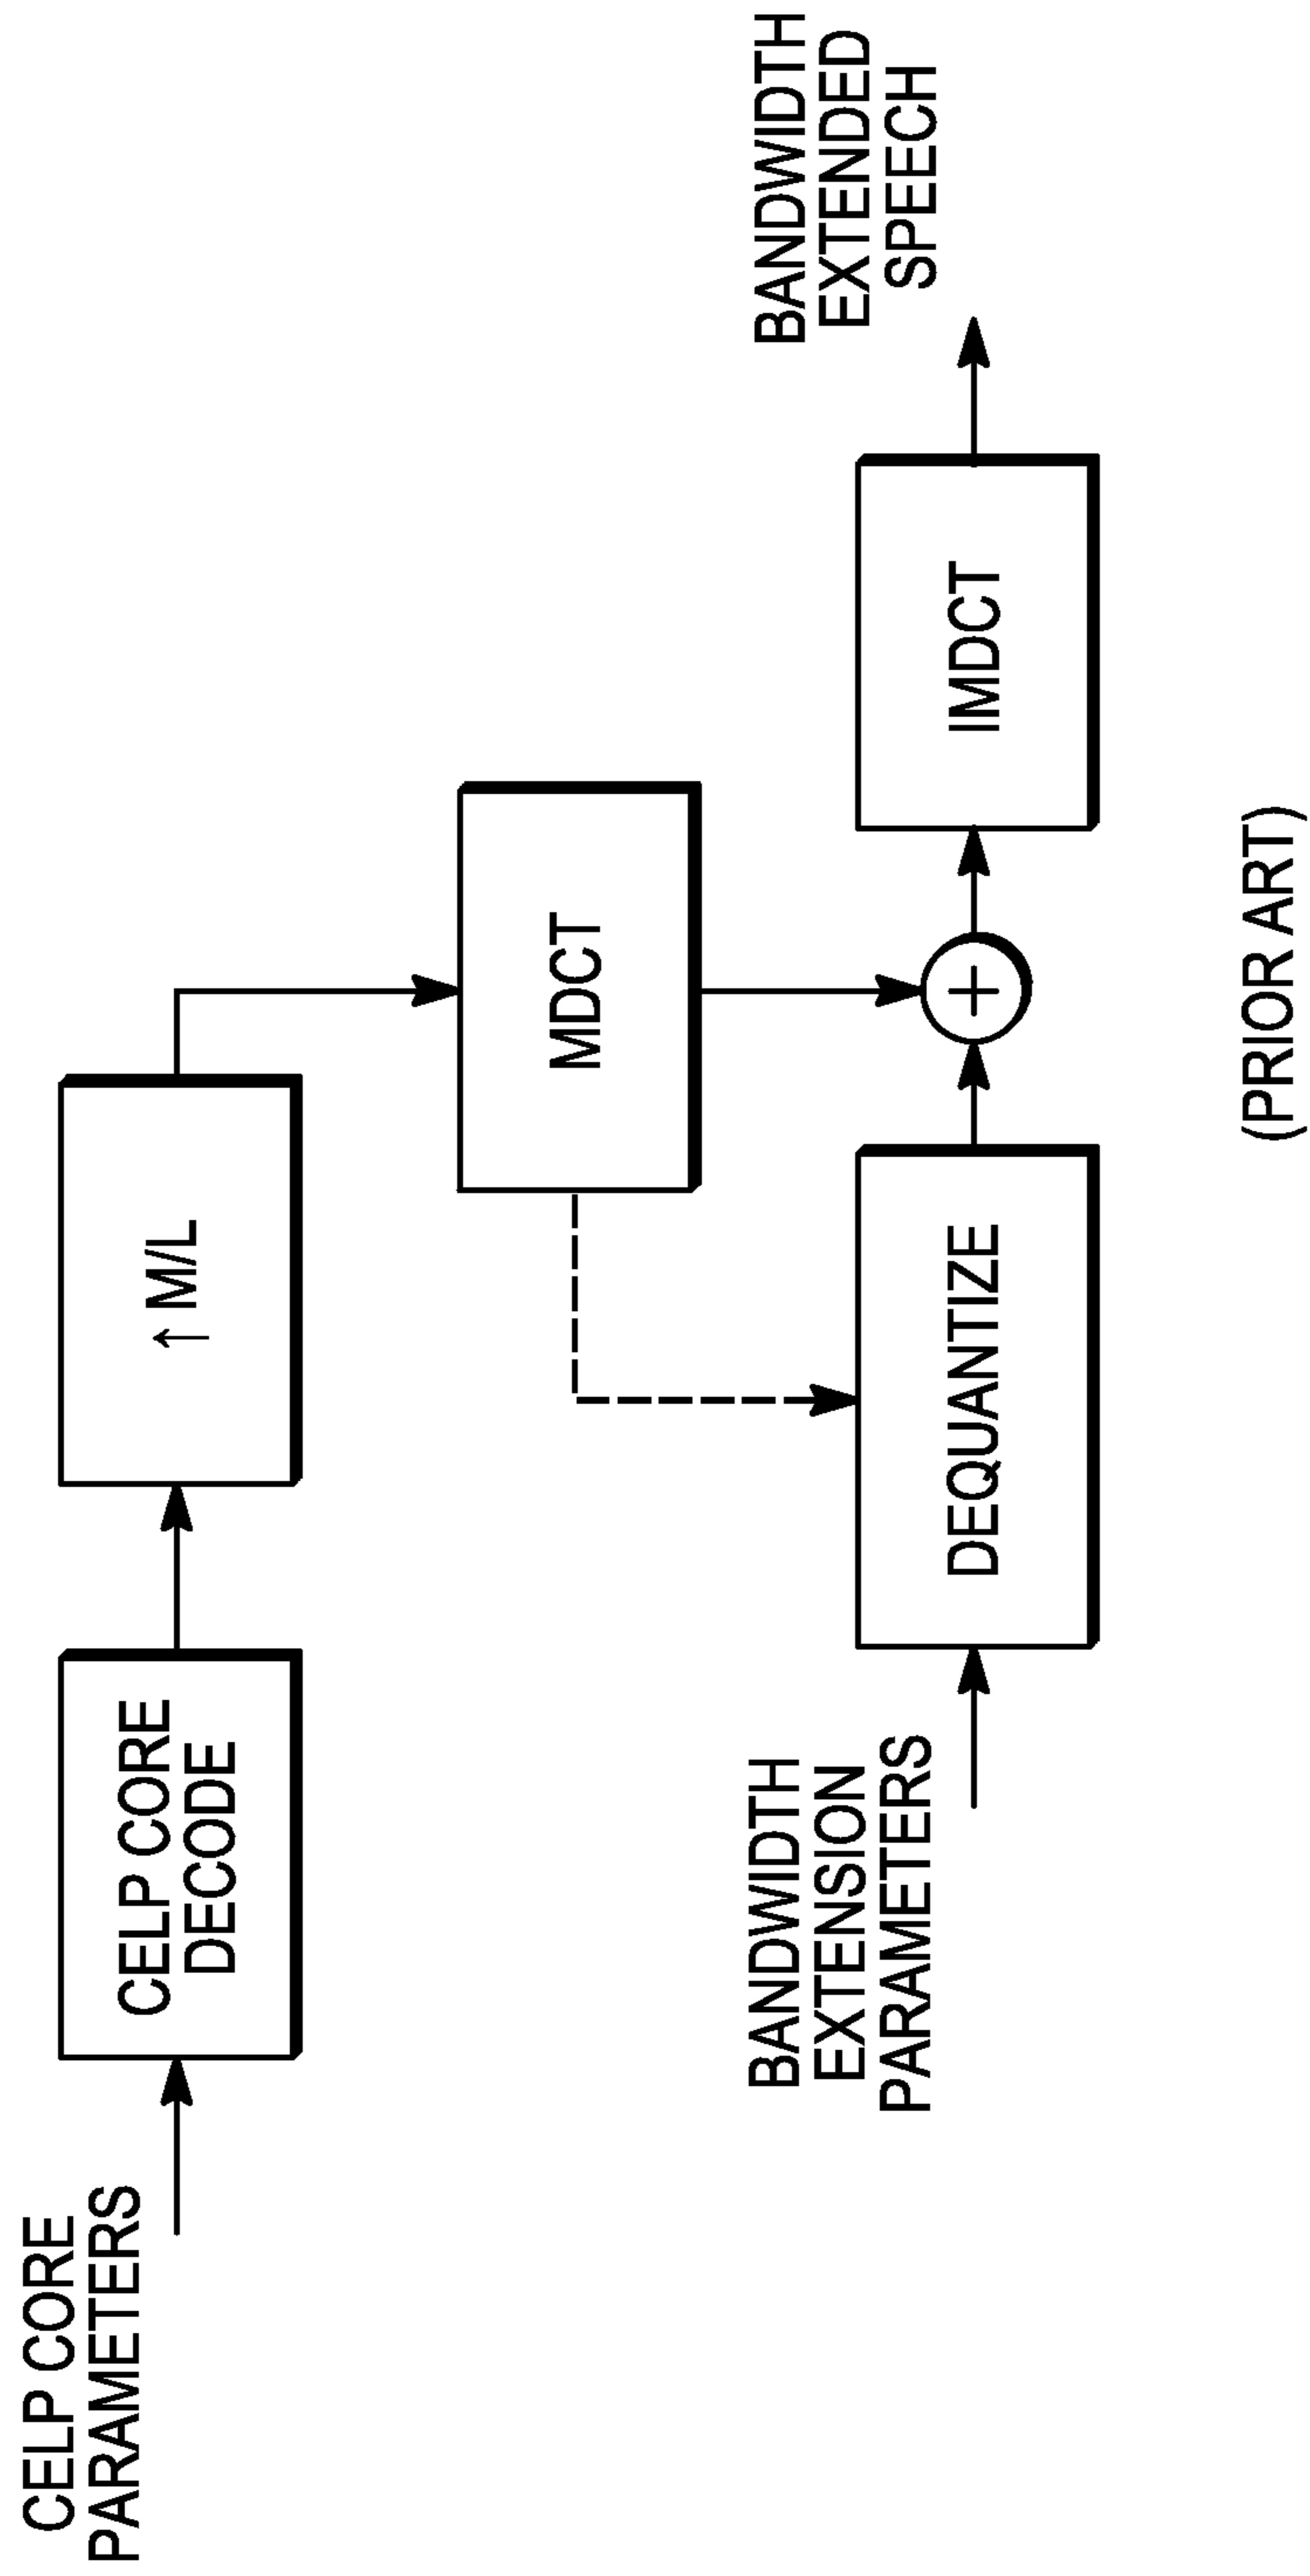 CELP CORE
PARAMETERS
CELP CORE
DECODE
↑ M/L
MDCT
BANDWIDTH
EXTENSION
PARAMETERS
DEQUANTIZE
+
IMDCT
BANDWIDTH
EXTENDED
SPEECH
(PRIOR ART)